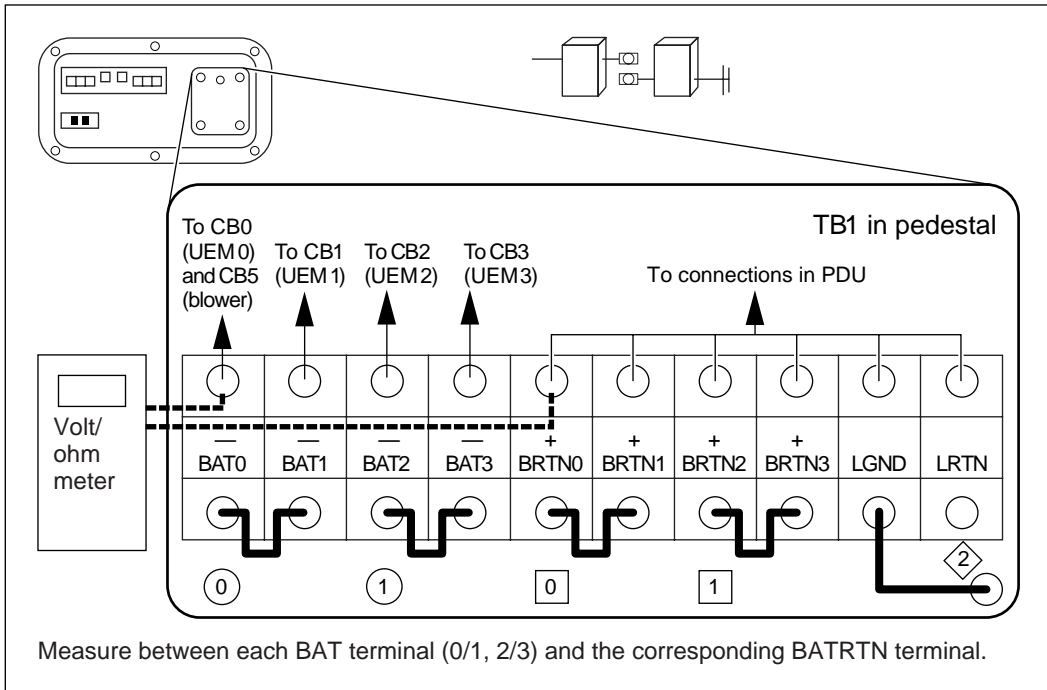 TB1 in pedestal
To CB0
(UEM 0)
and CB5
(blower)
To CB1
(UEM 1)
To CB2
(UEM 2)
To CB3
(UEM 3)
To connections in PDU
Volt/
ohm
meter
— — — — + + + +
BAT0 BAT1 BAT2 BAT3 BRTN0 BRTN1 BRTN2 BRTN3 LGND LRTN
0 1 0 1 2
Measure between each BAT terminal (0/1, 2/3) and the corresponding BATRTN terminal.